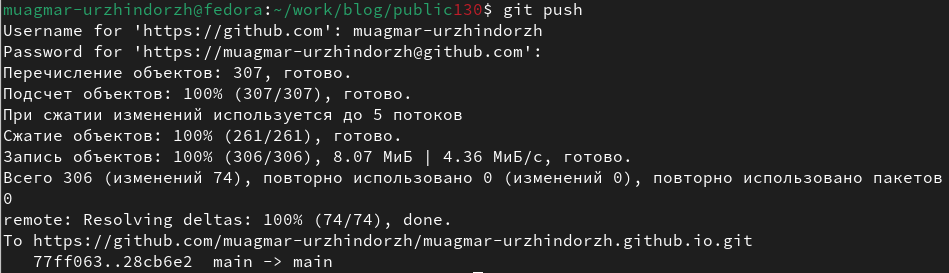 muagmar-urzhindorzh@fedora:~/work/blog/public130$ git push
Username for 'https://github.com': muagmar-urzhindorzh
Password for 'https://muagmar-urzhindorzh@github.com':
Перечисление объектов: 307, готово.
Подсчет объектов: 100% (307/307), готово.
При сжатии изменений используется до 5 потоков
Сжатие объектов: 100% (261/261), готово.
Запись объектов: 100% (306/306), 8.07 МиБ | 4.36 МиБ/с, готово.
Всего 306 (изменений 74), повторно использовано 0 (изменений 0), повторно использовано пакетов
0
remote: Resolving deltas: 100% (74/74), done.
To https://github.com/muagmar-urzhindorzh/muagmar-urzhindorzh.github.io.git
   77ff063..28cb6e2  main -> main